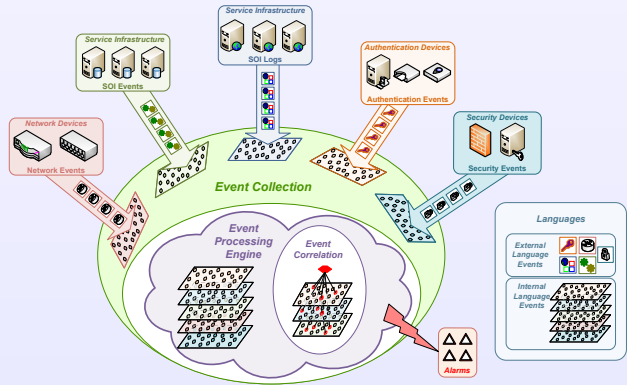 Service Infrastructure
SOI Logs
Service Infrastructure
SOI Events
Authentication Devices
Authentication Events
Network Devices
Network Events
Security Devices
Security Events
Event Collection
Event
Processing
Engine
Event
Correlation
Alarms
Languages
External
Language
Events
Internal
Language
Events